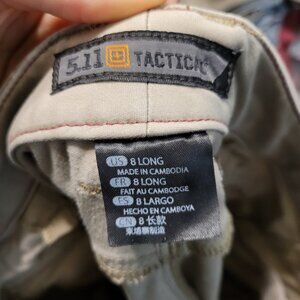 5.11 TACTICAL
US 8 LONG
MADE IN CAMBODIA
FR 8 LONG
FAIT AU CAMBODGE
ES 8 LARGO
HECHO EN CAMBOYA
CN 8 长款
柬埔寨制造